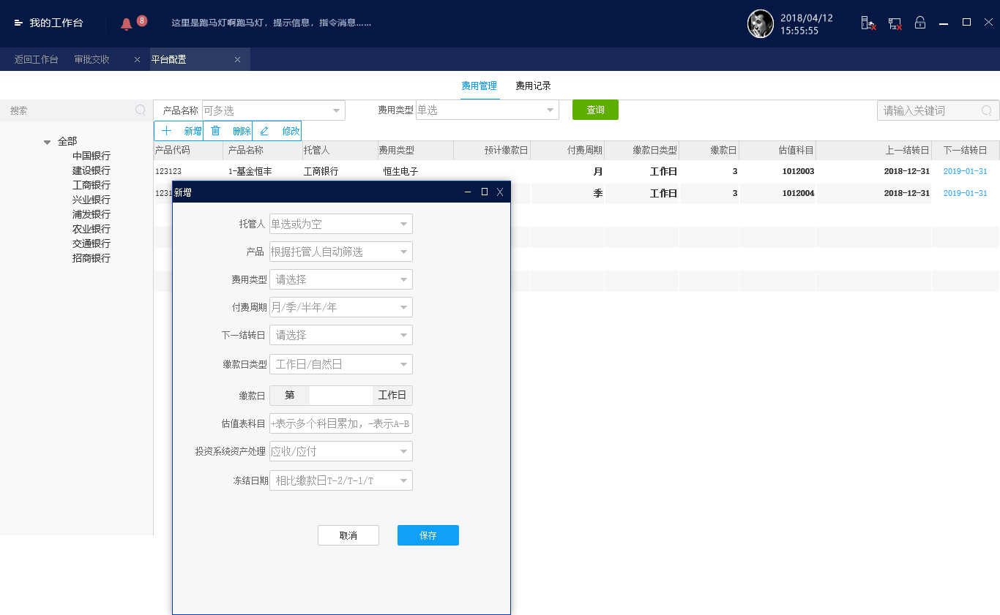 我的工作台
8
这里是跑马灯啊跑马灯，提示信息，指令消息……
2018/04/12
15:55:55
返回工作台 审批交收 平台配置
费用管理 费用记录
搜索
产品名称 可多选 费用类型 单选 查询 请输入关键词
新增 删除 修改
全部
中国银行
建设银行
工商银行
兴业银行
浦发银行
农业银行
交通银行
招商银行
产品代码 产品名称 托管人 费用类型 预计缴款日 付费周期 缴款日类型 缴款日 估值科目 上一结转日 下一结转日
123123 1-基金恒丰 工商银行 恒生电子 月 工作日 3 1012003 2018-12-31 2019-01-31
1231 季 工作日 3 1012004 2018-12-31 2019-01-31
新增
托管人 单选或为空
产品 根据托管人自动筛选
费用类型 请选择
付费周期 月/季/半年/年
下一结转日 请选择
缴款日类型 工作日/自然日
缴款日 第 工作日
估值表科目 +表示多个科目累加，-表示A-B
投资系统资产处理 应收/应付
冻结日期 相比缴款日T-2/T-1/T
取消 保存